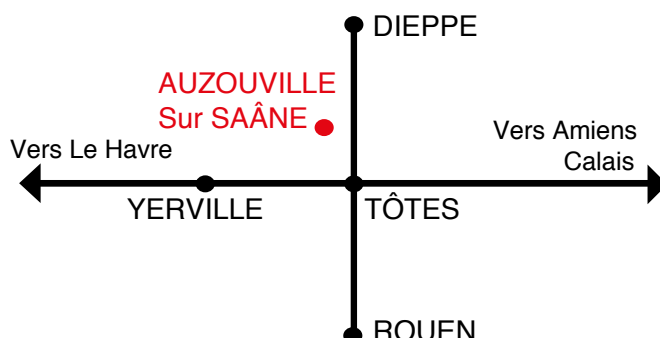 DIEPPE
AUZOUVILLE
Sur SAÂNE
Vers Le Havre
Vers Amiens
Calais
YERVILLE
TÔTES
ROUEN